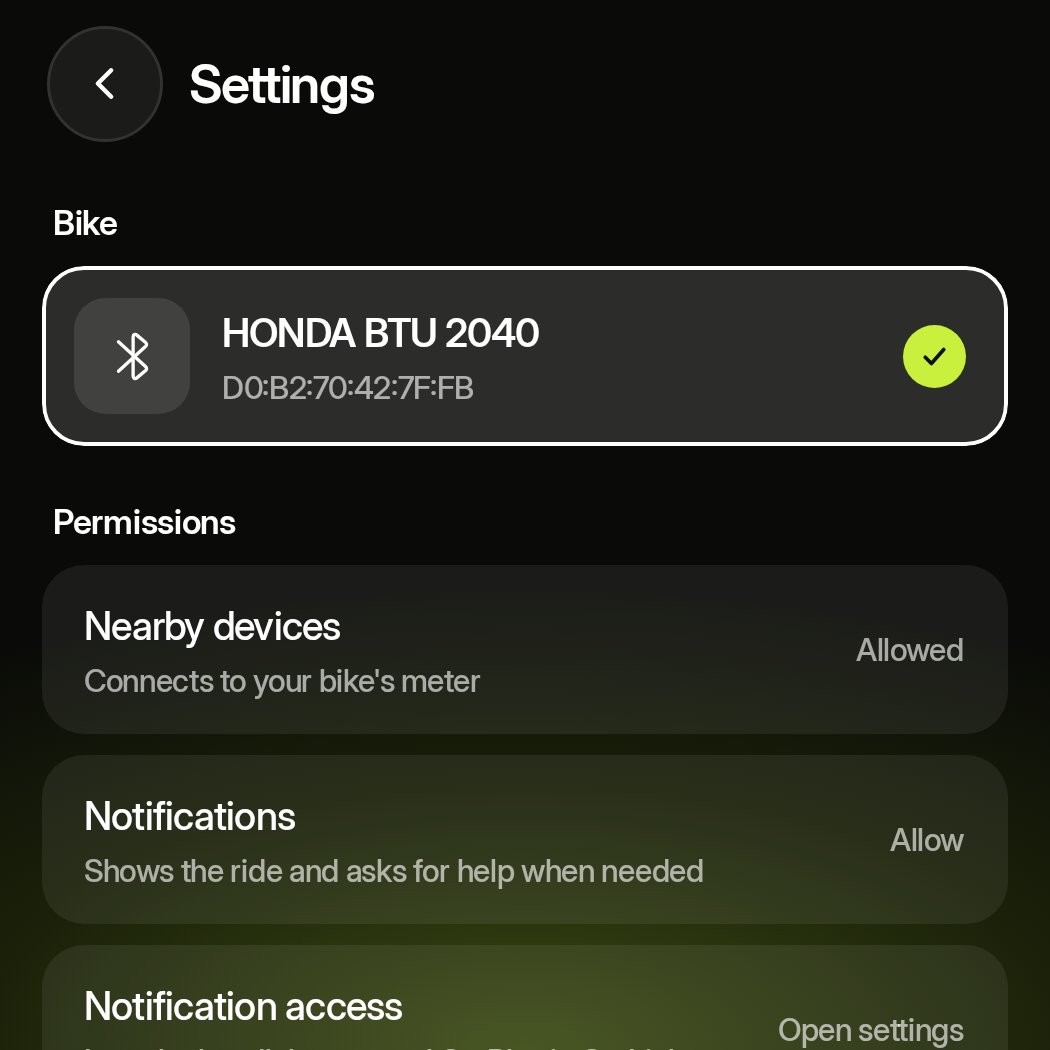 Settings
Bike
HONDA BTU 2040
D0:B2:70:42:7F:FB
Permissions
Nearby devices
Connects to your bike's meter
Allowed
Notifications
Shows the ride and asks for help when needed
Allow
Notification access
Open settings